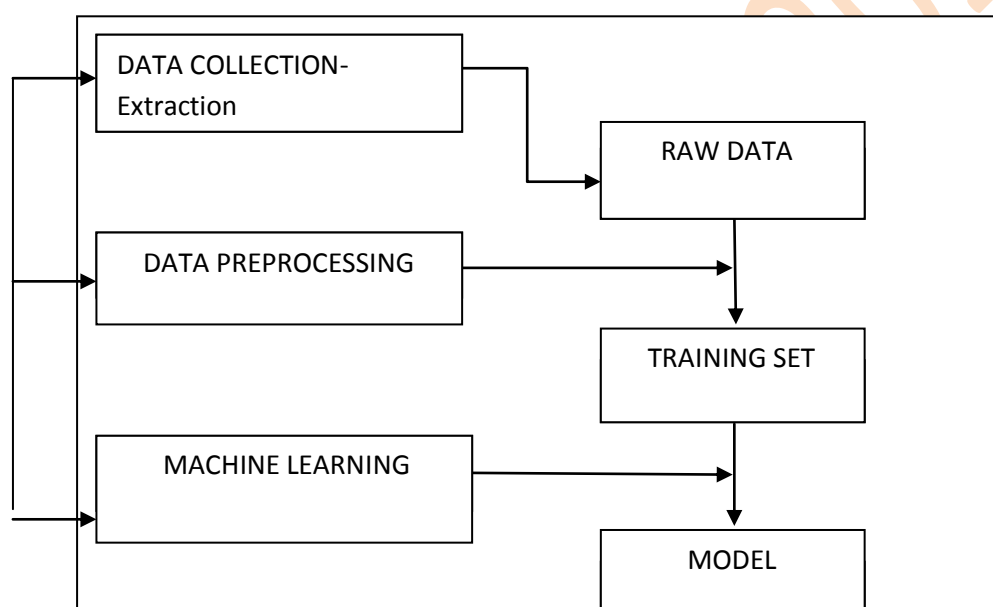 DATA COLLECTION-
Extraction
RAW DATA
DATA PREPROCESSING
TRAINING SET
MACHINE LEARNING
MODEL